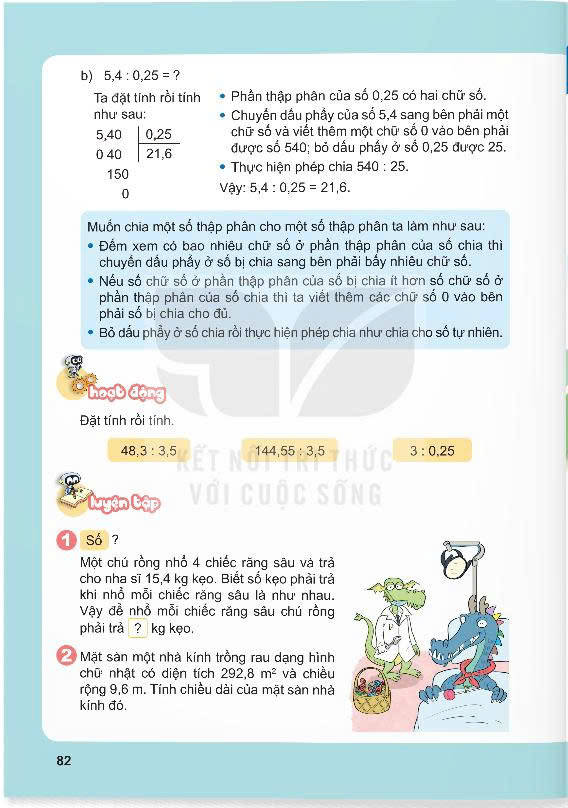 b) 5,4 : 0,25 = ?
Ta đặt tính rồi tính
như sau:
5,40 0,25
0 40 21,6
150
0
• Phần thập phân của số 0,25 có hai chữ số.
• Chuyển dấu phẩy của số 5,4 sang bên phải một
chữ số và viết thêm một chữ số 0 vào bên phải
được số 540; bỏ dấu phẩy ở số 0,25 được 25.
• Thực hiện phép chia 540 : 25.
Vậy: 5,4 : 0,25 = 21,6.
Muốn chia một số thập phân cho một số thập phân ta làm như sau:
• Đếm xem có bao nhiêu chữ số ở phần thập phân của số chia thì
chuyển dấu phẩy ở số bị chia sang bên phải bấy nhiêu chữ số.
• Nếu số chữ số ở phần thập phân của số bị chia ít hơn số chữ số ở
phần thập phân của số chia thì ta viết thêm các chữ số 0 vào bên
phải số bị chia cho đủ.
• Bỏ dấu phẩy ở số chia rồi thực hiện phép chia như chia cho số tự nhiên.
hoạt động
Đặt tính rồi tính.
48,3 : 3,5 144,55 : 3,5 3 : 0,25
KẾT NỐI TRI THỨC
VỚI CUỘC SỐNG
luyện tập
1 Số ?
Một chú rồng nhổ 4 chiếc răng sâu và trả
cho nha sĩ 15,4 kg kẹo. Biết số kẹo phải trả
khi nhổ mỗi chiếc răng sâu là như nhau.
Vậy để nhổ mỗi chiếc răng sâu chú rồng
phải trả ? kg kẹo.
2 Mặt sàn một nhà kính trồng rau dạng hình
chữ nhật có diện tích 292,8 m² và chiều
rộng 9,6 m. Tính chiều dài của mặt sàn nhà
kính đó.
82